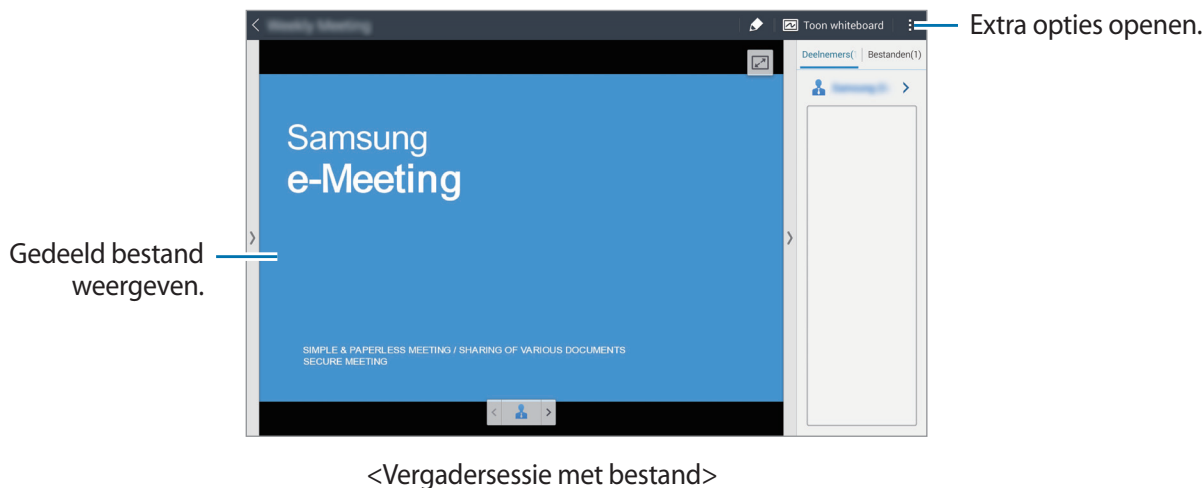 Toon whiteboard
Extra opties openen.
Deelnemers(
Bestanden(1)
Samsung
e-Meeting
Gedeeld bestand
weergeven.
SIMPLE & PAPERLESS MEETING / SHARING OF VARIOUS DOCUMENTS
SECURE MEETING
<Vergadersessie met bestand>